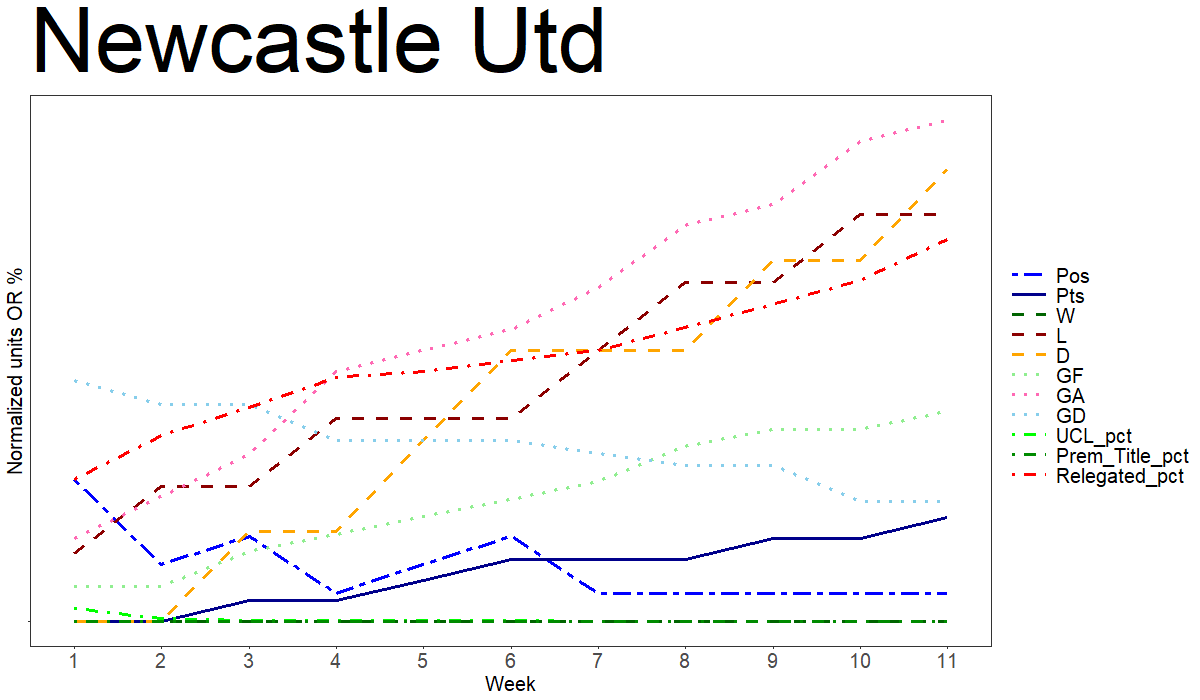 Newcastle Utd
Normalized units OR %
1 2 3 4 5 6 7 8 9 10 11
Week
Pos
Pts
W
L
D
GF
GA
GD
UCL_pct
Prem_Title_pct
Relegated_pct